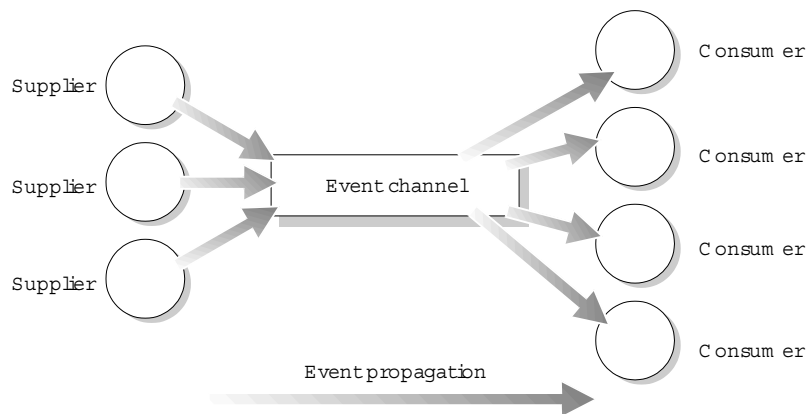 Supplier
Supplier
Supplier
Event channel
Consumer
Consumer
Consumer
Consumer
Event propagation